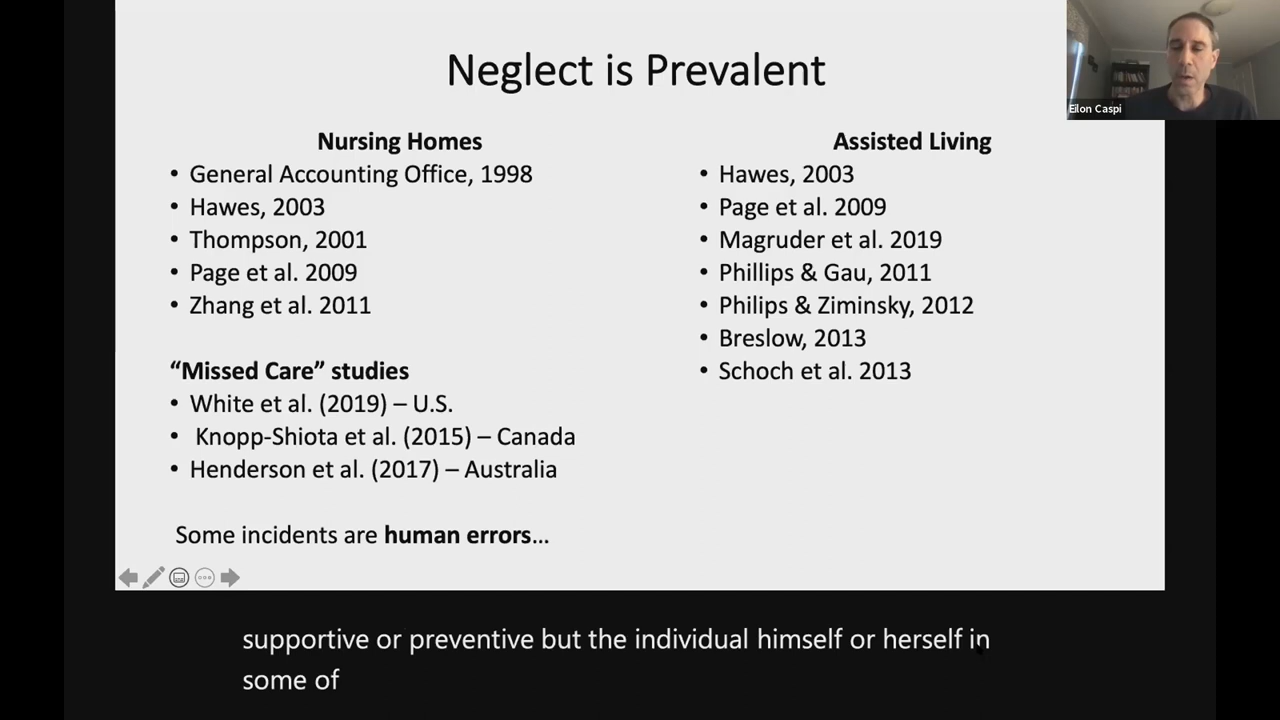 Neglect is Prevalent
Eilon Caspi
Nursing Homes
• General Accounting Office, 1998
• Hawes, 2003
• Thompson, 2001
• Page et al. 2009
• Zhang et al. 2011
“Missed Care” studies
• White et al. (2019) – U.S.
• Knopp-Shiota et al. (2015) – Canada
• Henderson et al. (2017) – Australia
Some incidents are human errors…
Assisted Living
• Hawes, 2003
• Page et al. 2009
• Magruder et al. 2019
• Phillips & Gau, 2011
• Philips & Ziminsky, 2012
• Breslow, 2013
• Schoch et al. 2013
supportive or preventive but the individual himself or herself in
some of